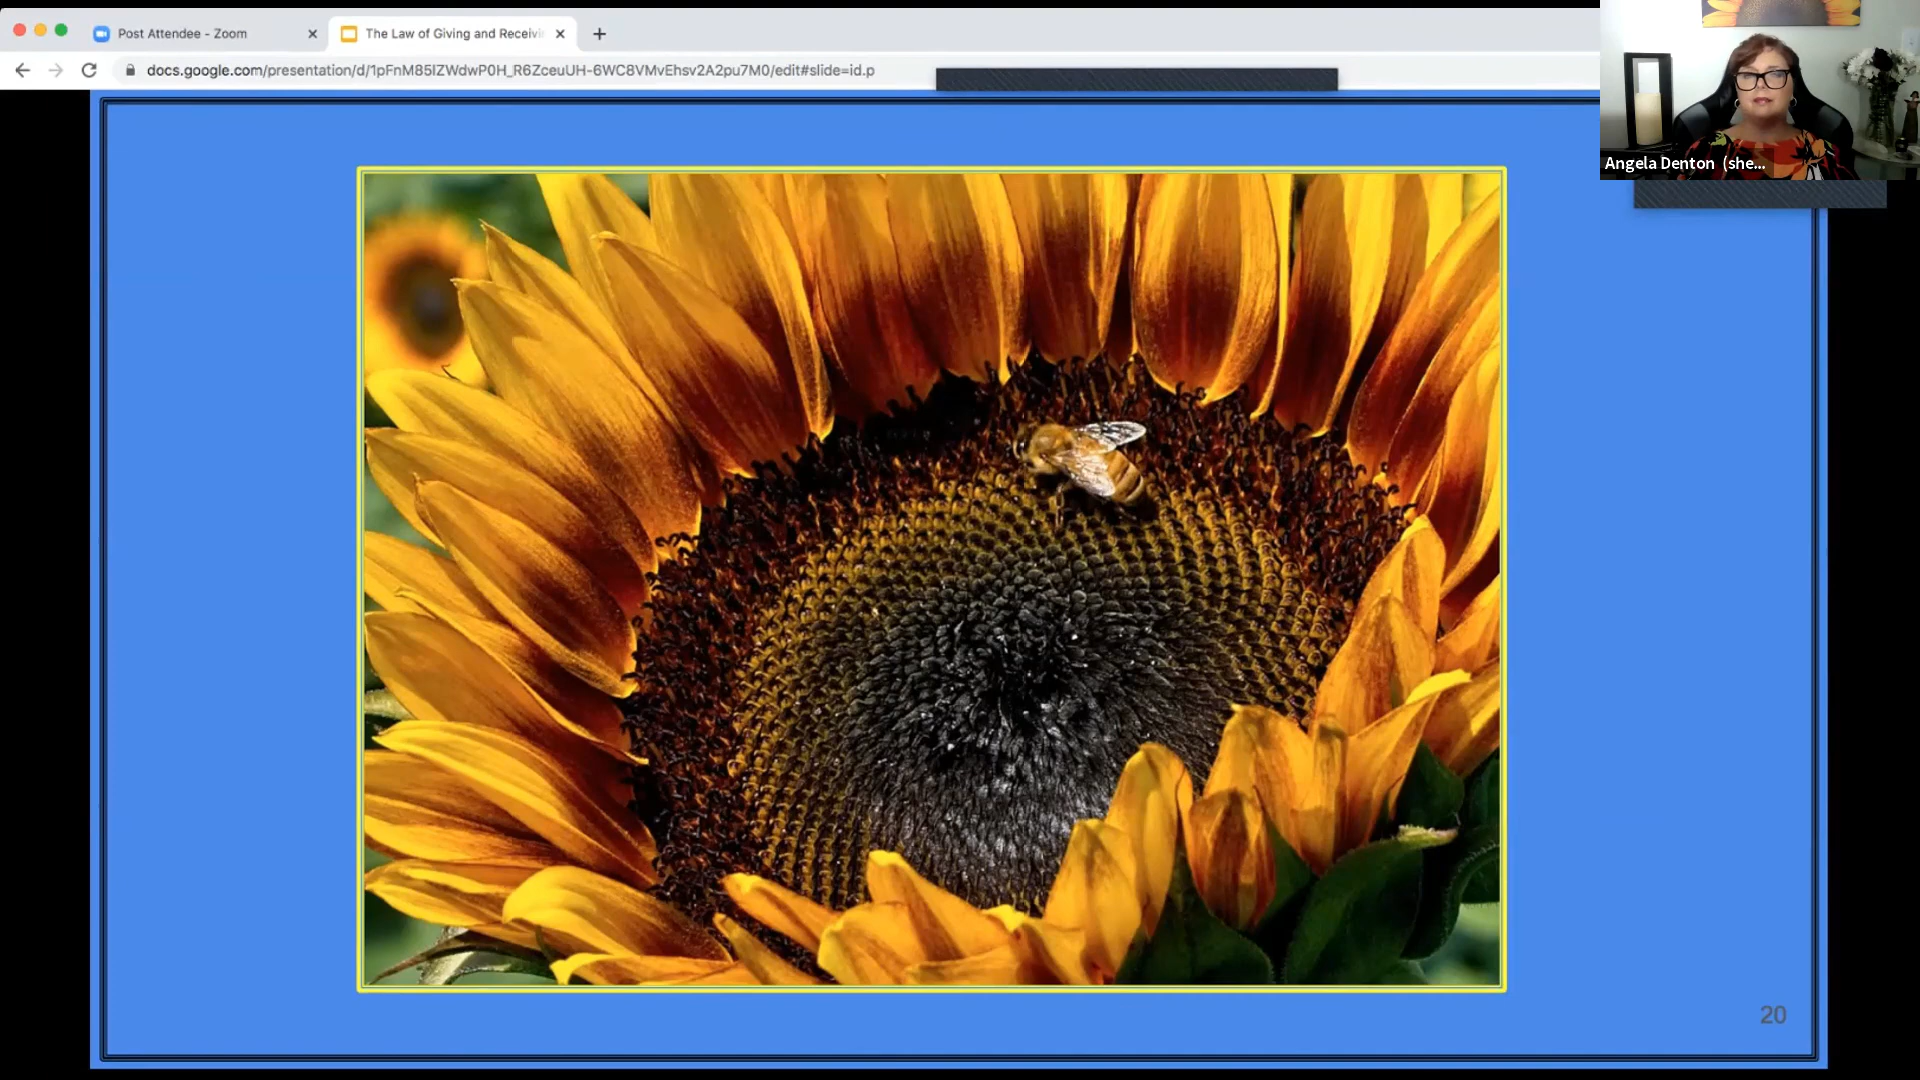 Post Attendee - Zoom
The Law of Giving and Receivi
docs.google.com/presentation/d/1pFnM85IZWdwP0H_R6ZceuUH-6WC8VMvEhsv2A2pu7M0/edit#slide=id.p
Angela Denton (she...
20